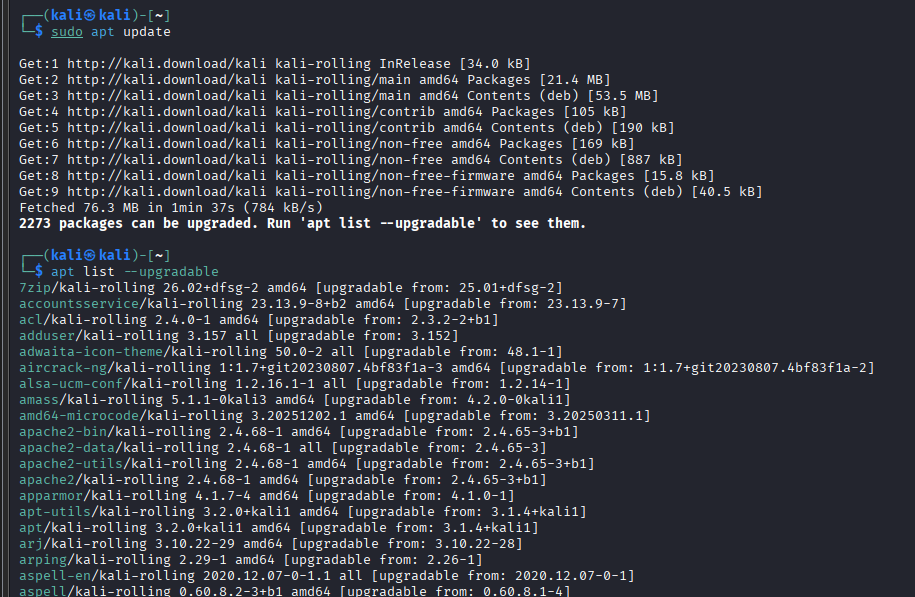 ┌──(kali㉿kali)-[~]
└─$ sudo apt update
Get:1 http://kali.download/kali kali-rolling InRelease [34.0 kB]
Get:2 http://kali.download/kali kali-rolling/main amd64 Packages [21.4 MB]
Get:3 http://kali.download/kali kali-rolling/main amd64 Contents (deb) [53.5 MB]
Get:4 http://kali.download/kali kali-rolling/contrib amd64 Packages [105 kB]
Get:5 http://kali.download/kali kali-rolling/contrib amd64 Contents (deb) [190 kB]
Get:6 http://kali.download/kali kali-rolling/non-free amd64 Packages [169 kB]
Get:7 http://kali.download/kali kali-rolling/non-free amd64 Contents (deb) [887 kB]
Get:8 http://kali.download/kali kali-rolling/non-free-firmware amd64 Packages [15.8 kB]
Get:9 http://kali.download/kali kali-rolling/non-free-firmware amd64 Contents (deb) [40.5 kB]
Fetched 76.3 MB in 1min 37s (784 kB/s)
2273 packages can be upgraded. Run 'apt list --upgradable' to see them.
┌──(kali㉿kali)-[~]
└─$ apt list --upgradable
7zip/kali-rolling 26.02+dfsg-2 amd64 [upgradable from: 25.01+dfsg-2]
accountsservice/kali-rolling 23.13.9-8+b2 amd64 [upgradable from: 23.13.9-7]
acl/kali-rolling 2.4.0-1 amd64 [upgradable from: 2.3.2-2+b1]
adduser/kali-rolling 3.157 all [upgradable from: 3.152]
adwaita-icon-theme/kali-rolling 50.0-2 all [upgradable from: 48.1-1]
aircrack-ng/kali-rolling 1:1.7+git20230807.4bf83f1a-3 amd64 [upgradable from: 1:1.7+git20230807.4bf83f1a-2]
alsa-ucm-conf/kali-rolling 1.2.16.1-1 all [upgradable from: 1.2.14-1]
amass/kali-rolling 5.1.1-0kali3 amd64 [upgradable from: 4.2.0-0kali1]
amd64-microcode/kali-rolling 3.20251202.1 amd64 [upgradable from: 3.20250311.1]
apache2-bin/kali-rolling 2.4.68-1 amd64 [upgradable from: 2.4.65-3+b1]
apache2-data/kali-rolling 2.4.68-1 all [upgradable from: 2.4.65-3]
apache2-utils/kali-rolling 2.4.68-1 amd64 [upgradable from: 2.4.65-3+b1]
apache2/kali-rolling 2.4.68-1 amd64 [upgradable from: 2.4.65-3+b1]
apparmor/kali-rolling 4.1.7-4 amd64 [upgradable from: 4.1.0-1]
apt-utils/kali-rolling 3.2.0+kali1 amd64 [upgradable from: 3.1.4+kali1]
apt/kali-rolling 3.2.0+kali1 amd64 [upgradable from: 3.1.4+kali1]
arj/kali-rolling 3.10.22-29 amd64 [upgradable from: 3.10.22-28]
arping/kali-rolling 2.29-1 amd64 [upgradable from: 2.26-1]
aspell-en/kali-rolling 2020.12.07-0-1.1 all [upgradable from: 2020.12.07-0-1]
aspell/kali-rolling 0.60.8.2-3+b1 amd64 [upgradable from: 0.60.8.1-4]